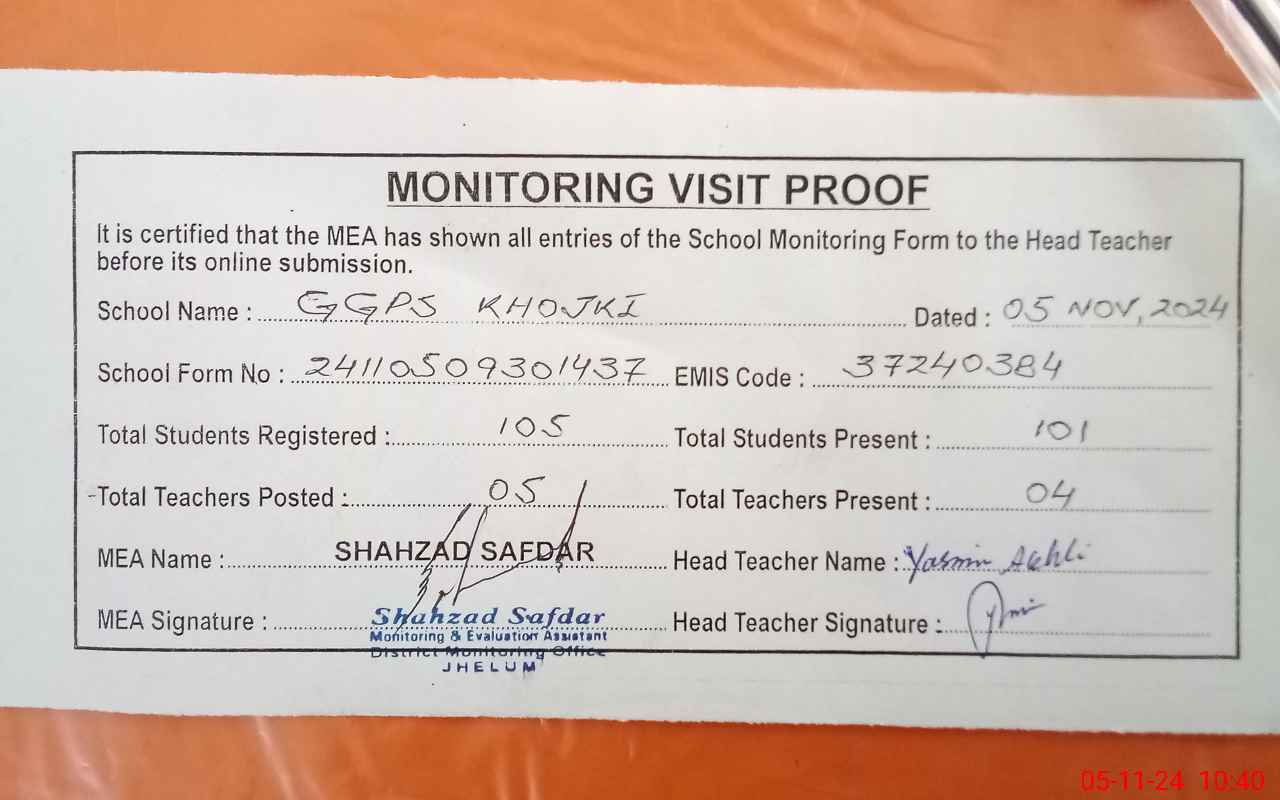 MONITORING VISIT PROOF
It is certified that the MEA has shown all entries of the School Monitoring Form to the Head Teacher
before its online submission.
School Name : GGPS KHOJKI Dated : 05 NOV, 2024
School Form No : 24110509301437 EMIS Code : 37240384
Total Students Registered : 105 Total Students Present : 101
Total Teachers Posted : 05 Total Teachers Present : 04
MEA Name : SHAHZAD SAFDAR Head Teacher Name : Yasmin
MEA Signature : Head Teacher Signature :
Shahzad Safdar
Monitoring & Evaluation Assistant
District Monitoring Office
JHELUM
05-11-24 10:40